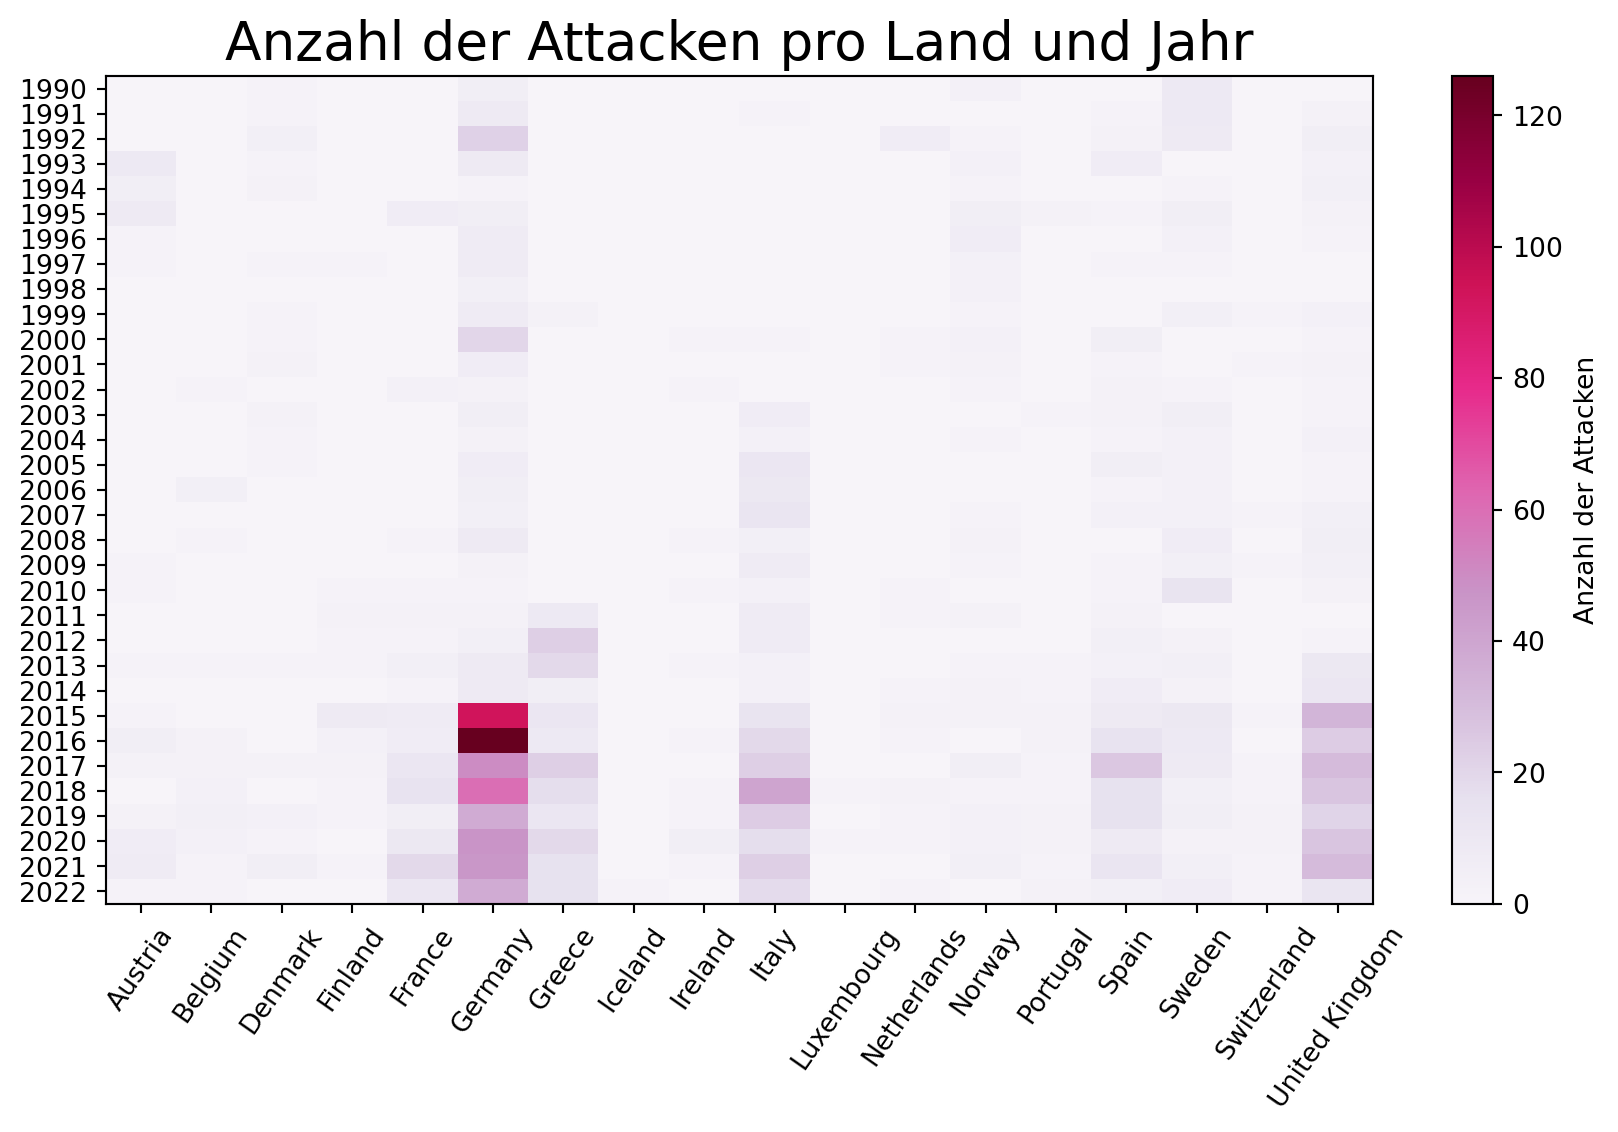 Anzahl der Attacken pro Land und Jahr
1990
1991
1992
1993
1994
1995
1996
1997
1998
1999
2000
2001
2002
2003
2004
2005
2006
2007
2008
2009
2010
2011
2012
2013
2014
2015
2016
2017
2018
2019
2020
2021
2022
Austria
Belgium
Denmark
Finland
France
Germany
Greece
Iceland
Ireland
Italy
Luxembourg
Netherlands
Norway
Portugal
Spain
Sweden
Switzerland
United Kingdom
120
100
80
60
40
20
0
Anzahl der Attacken